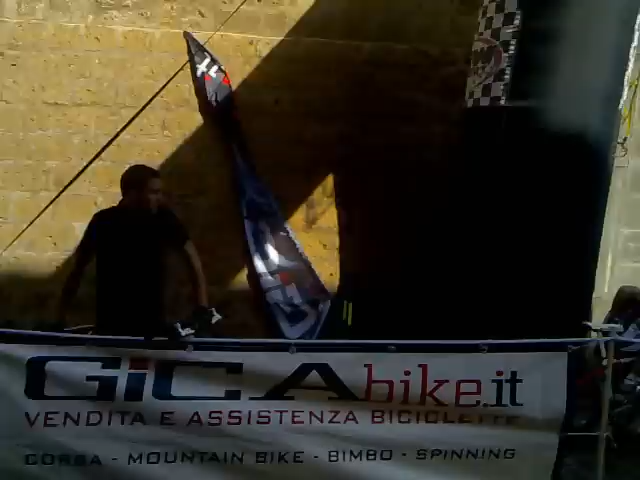 GiCAbike.it
VENDITA E ASSISTENZA BICICLETTE
CORSA - MOUNTAIN BIKE - BIMBO - SPINNING